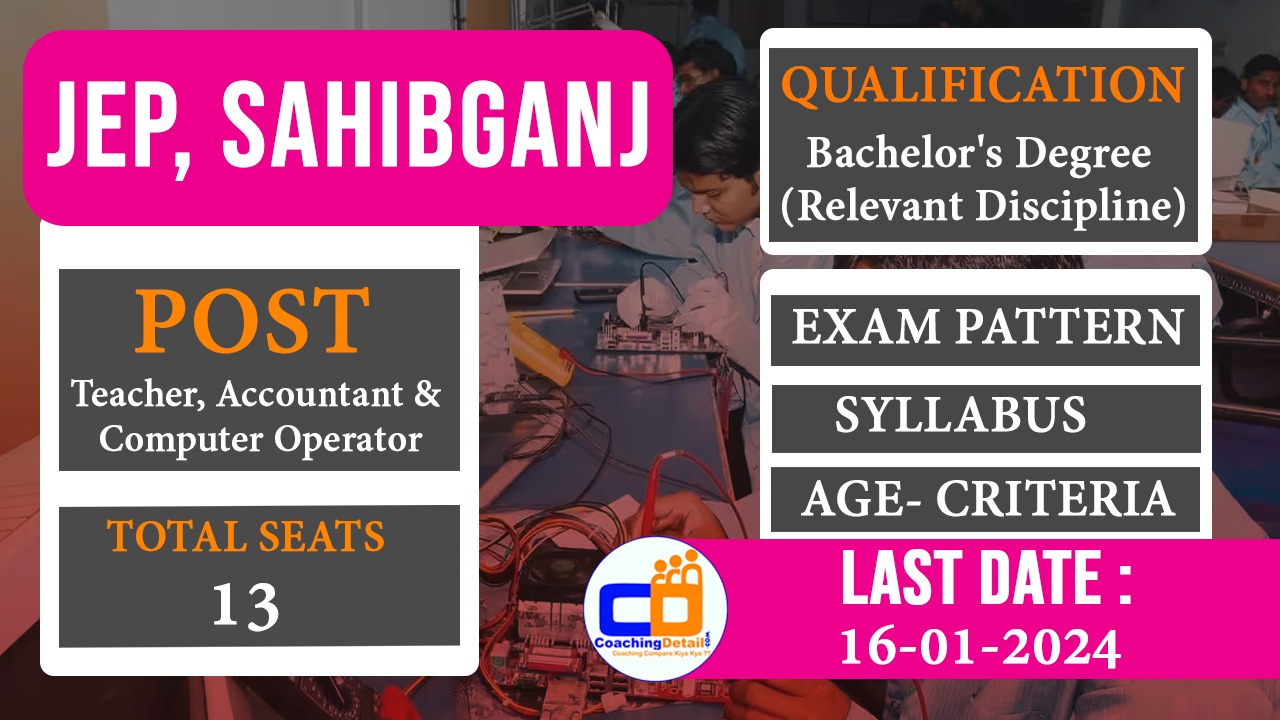 JEP, SAHIBGANJ
POST
Teacher, Accountant &
Computer Operator
TOTAL SEATS
13
QUALIFICATION
Bachelor's Degree
(Relevant Discipline)
EXAM PATTERN
SYLLABUS
AGE- CRITERIA
LAST DATE :
16-01-2024
CoachingDetail.com
Coaching Compare Kiya Kya ??